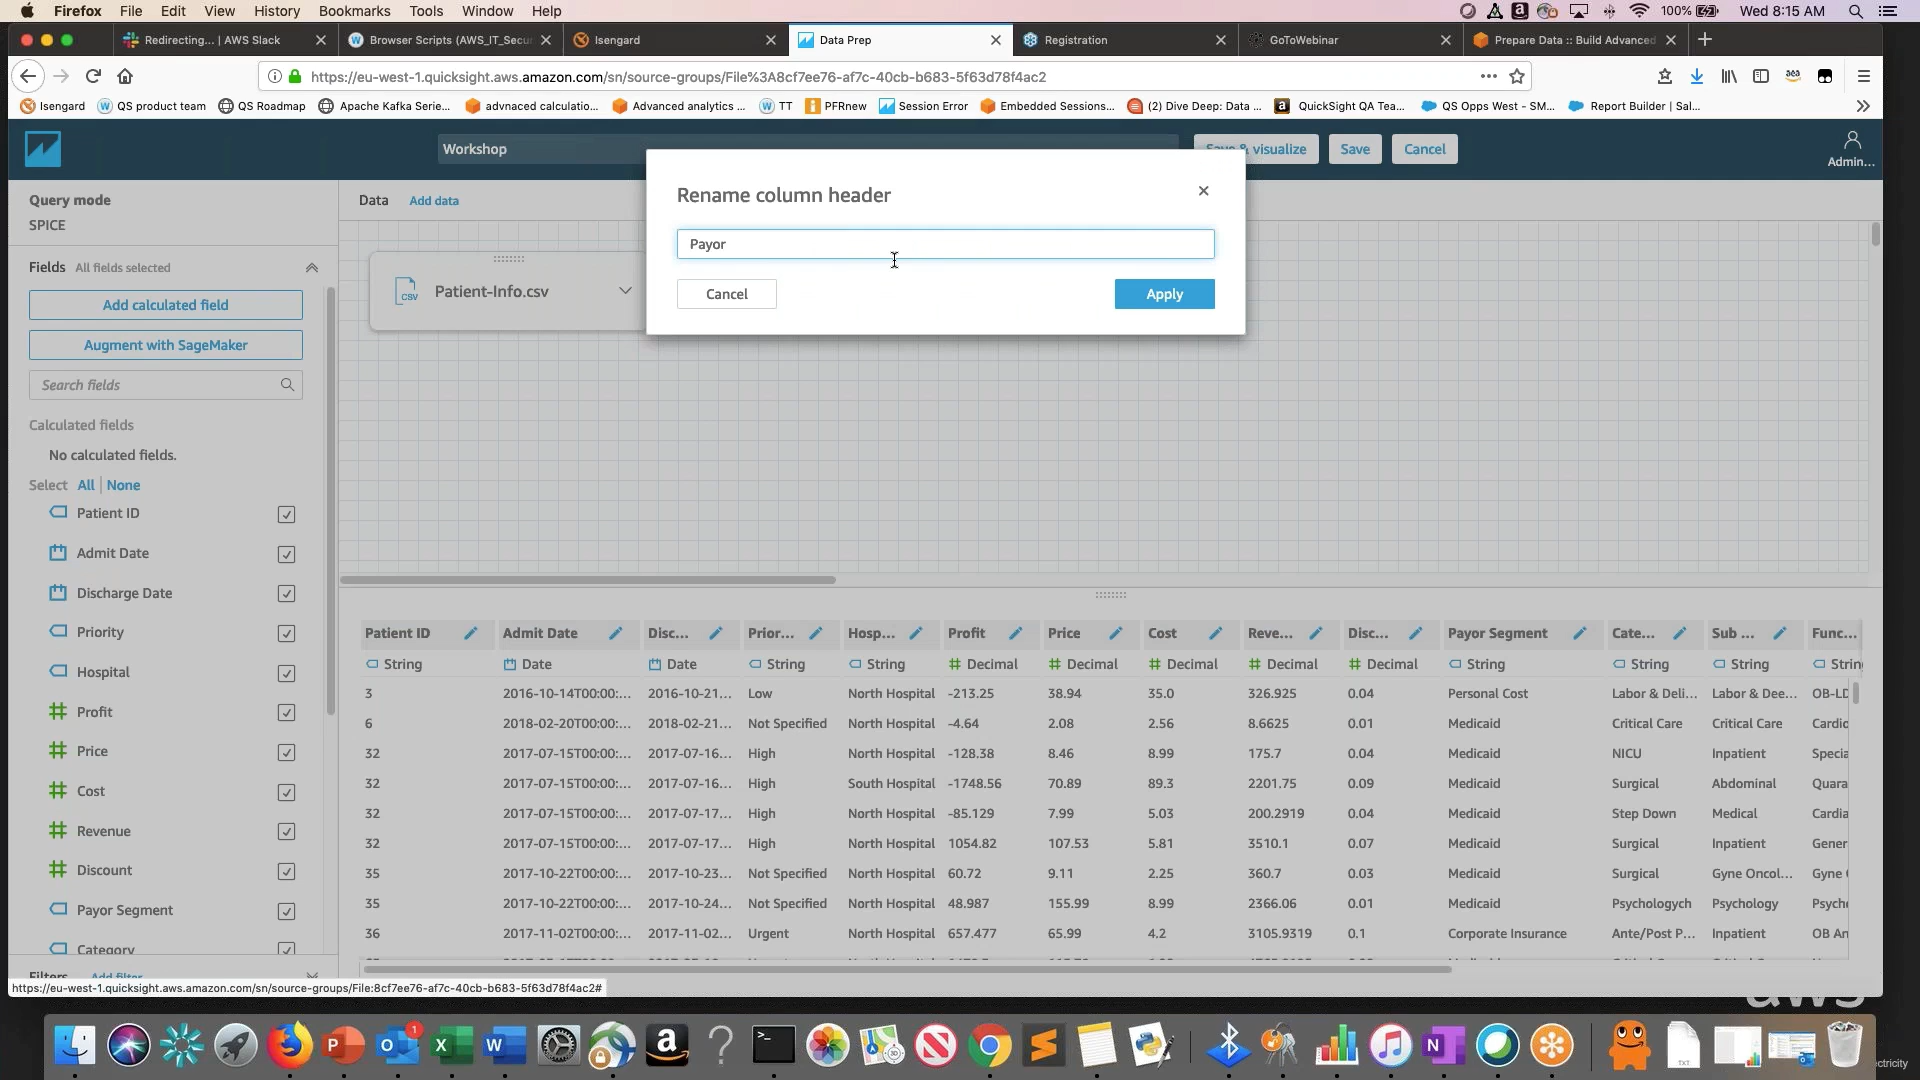 Firefox File Edit View History Bookmarks Tools Window Help 100% Wed 8:15 AM
Redirecting... | AWS Slack
Browser Scripts (AWS_IT_Secur
Isengard
Data Prep
Registration
GoToWebinar
Prepare Data :: Build Advanced
https://eu-west-1.quicksight.aws.amazon.com/sn/source-groups/File%3A8cf7ee76-af7c-40cb-b683-5f63d78f4ac2
Isengard QS product team QS Roadmap Apache Kafka Serie... advnaced calculatio... Advanced analytics ... TT PFRnew Session Error Embedded Sessions... (2) Dive Deep: Data ... QuickSight QA Tea... QS Opps West - SM... Report Builder | Sal...
Workshop
Save & visualize
Save
Cancel
Admin...
Query mode
SPICE
Data Add data
Rename column header
Payor
Cancel
Apply
Fields All fields selected
Add calculated field
Augment with SageMaker
Search fields
CSV Patient-Info.csv
Calculated fields
No calculated fields.
Select All | None
Patient ID
Admit Date
Discharge Date
Priority
Hospital
Profit
Price
Cost
Revenue
Discount
Payor Segment
Category
Filters Add filter
Patient ID Admit Date Disc... Prior... Hosp... Profit Price Cost Reve... Disc... Payor Segment Cate... Sub ... Func...
String Date Date String String Decimal Decimal Decimal Decimal Decimal String String String String
3 2016-10-14T00:00:... 2016-10-21... Low North Hospital -213.25 38.94 35.0 326.925 0.04 Personal Cost Labor & Deli... Labor & Dee... OB-LD
6 2018-02-20T00:00:... 2018-02-21... Not Specified North Hospital -4.64 2.08 2.56 8.6625 0.01 Medicaid Critical Care Critical Care Cardio
32 2017-07-15T00:00:... 2017-07-16... High North Hospital -128.38 8.46 8.99 175.7 0.04 Medicaid NICU Inpatient Specia
32 2017-07-15T00:00:... 2017-07-16... High South Hospital -1748.56 70.89 89.3 2201.75 0.09 Medicaid Surgical Abdominal Quara
32 2017-07-15T00:00:... 2017-07-17... High North Hospital -85.129 7.99 5.03 200.2919 0.04 Medicaid Step Down Medical Cardia
32 2017-07-15T00:00:... 2017-07-17... High North Hospital 1054.82 107.53 5.81 3510.1 0.07 Medicaid Surgical Inpatient Gener
35 2017-10-22T00:00:... 2017-10-23... Not Specified North Hospital 60.72 9.11 2.25 360.7 0.03 Medicaid Surgical Gyne Oncol... Gyne
35 2017-10-22T00:00:... 2017-10-24... Not Specified North Hospital 48.987 155.99 8.99 2366.06 0.01 Medicaid Psychologych Psychology Psych
36 2017-11-02T00:00:... 2017-11-02... Urgent North Hospital 657.477 65.99 4.2 3105.9319 0.1 Corporate Insurance Ante/Post P... Inpatient OB An
https://eu-west-1.quicksight.aws.amazon.com/sn/source-groups/File:8cf7ee76-af7c-40cb-b683-5f63d78f4ac2#
aws